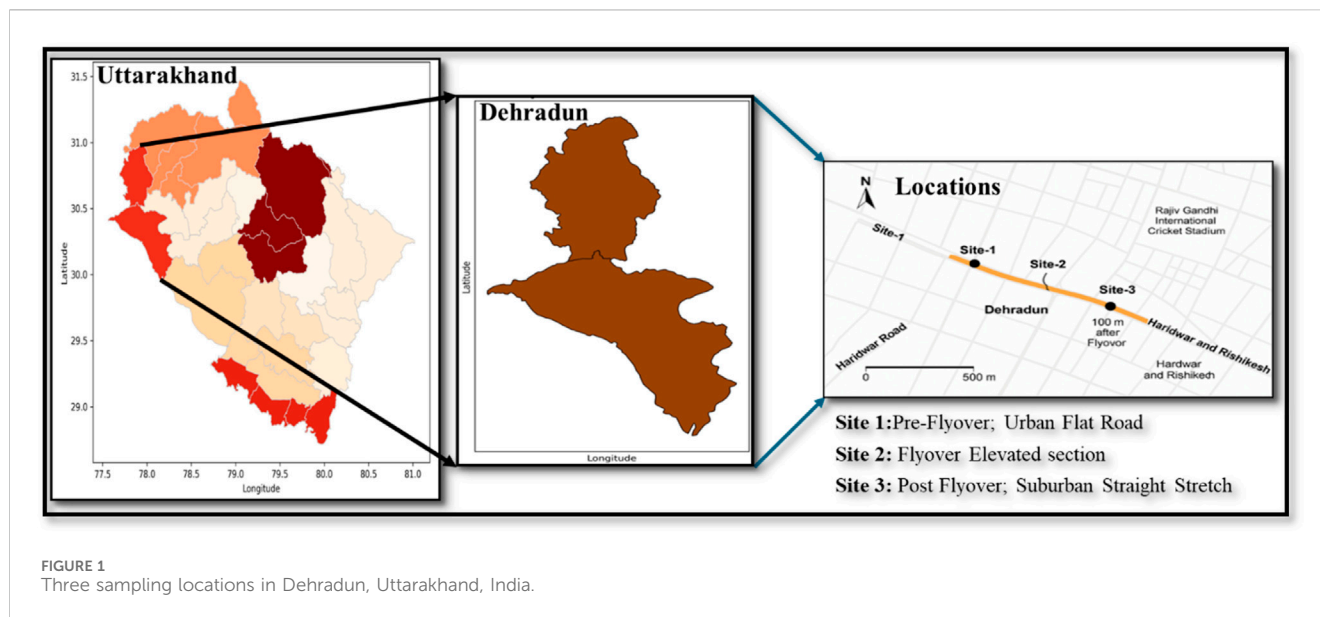 Uttarakhand
31.5
31.0
30.5
30.0
29.5
29.0
Latitude
77.5 78.0 78.5 79.0 79.5 80.0 80.5 81.0
Longitude
Dehradun
Latitude
Longitude
N
Locations
Rajiv Gandhi
International
Cricket Stadium
Site-1
Site-1
Site-2
Site-3
Dehradun
100 m
after
Flyovor
Haridwar and Rishikesh
Haridwar Road
Hardwar
and Rishikedh
0 500 m
Site 1:Pre-Flyover; Urban Flat Road
Site 2: Flyover Elevated section
Site 3: Post Flyover; Suburban Straight Stretch
FIGURE 1
Three sampling locations in Dehradun, Uttarakhand, India.